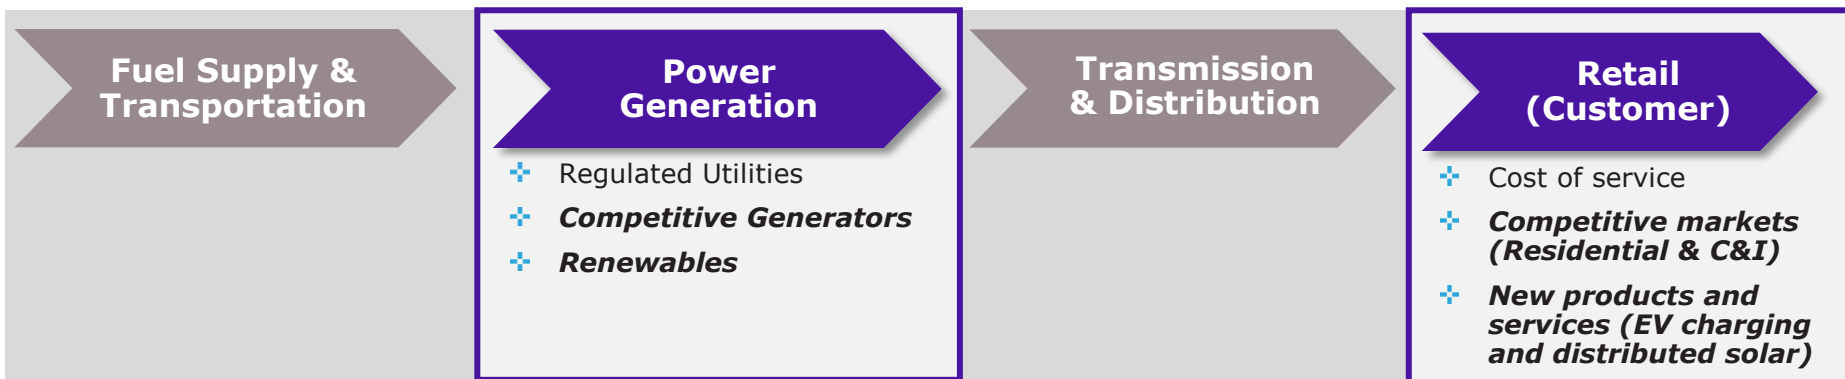 Fuel Supply &
Transportation
Power
Generation
Regulated Utilities
Competitive Generators
Renewables
Transmission
& Distribution
Retail
(Customer)
Cost of service
Competitive markets
(Residential & C&I)
New products and
services (EV charging
and distributed solar)